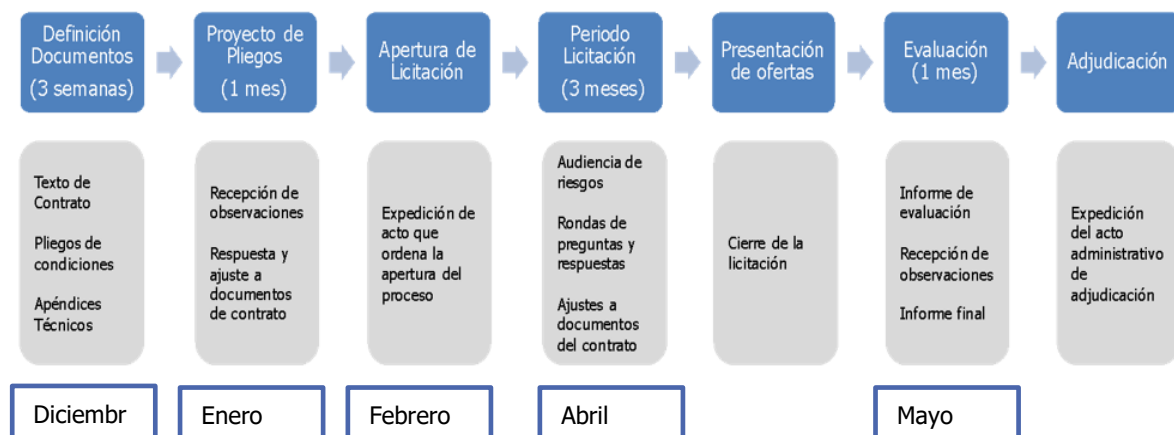 Definición
Documentos
(3 semanas)
Proyecto de
Pliegos
(1 mes)
Apertura de
Licitación
Periodo
Licitación
(3 meses)
Presentación
de ofertas
Evaluación
(1 mes)
Adjudicación
Texto de
Contrato
Pliegos de
condiciones
Apéndices
Técnicos
Recepción de
observaciones
Respuesta y
ajuste a
documentos
de contrato
Expedición de
acto que
ordena la
apertura del
proceso
Audiencia de
riesgos
Rondas de
preguntas y
respuestas
Ajustes a
documentos
del contrato
Cierre de la
licitación
Informe de
evaluación
Recepción de
observaciones
Informe final
Expedición
del acto
administrativo
de
adjudicación
Diciembr
Enero
Febrero
Abril
Mayo